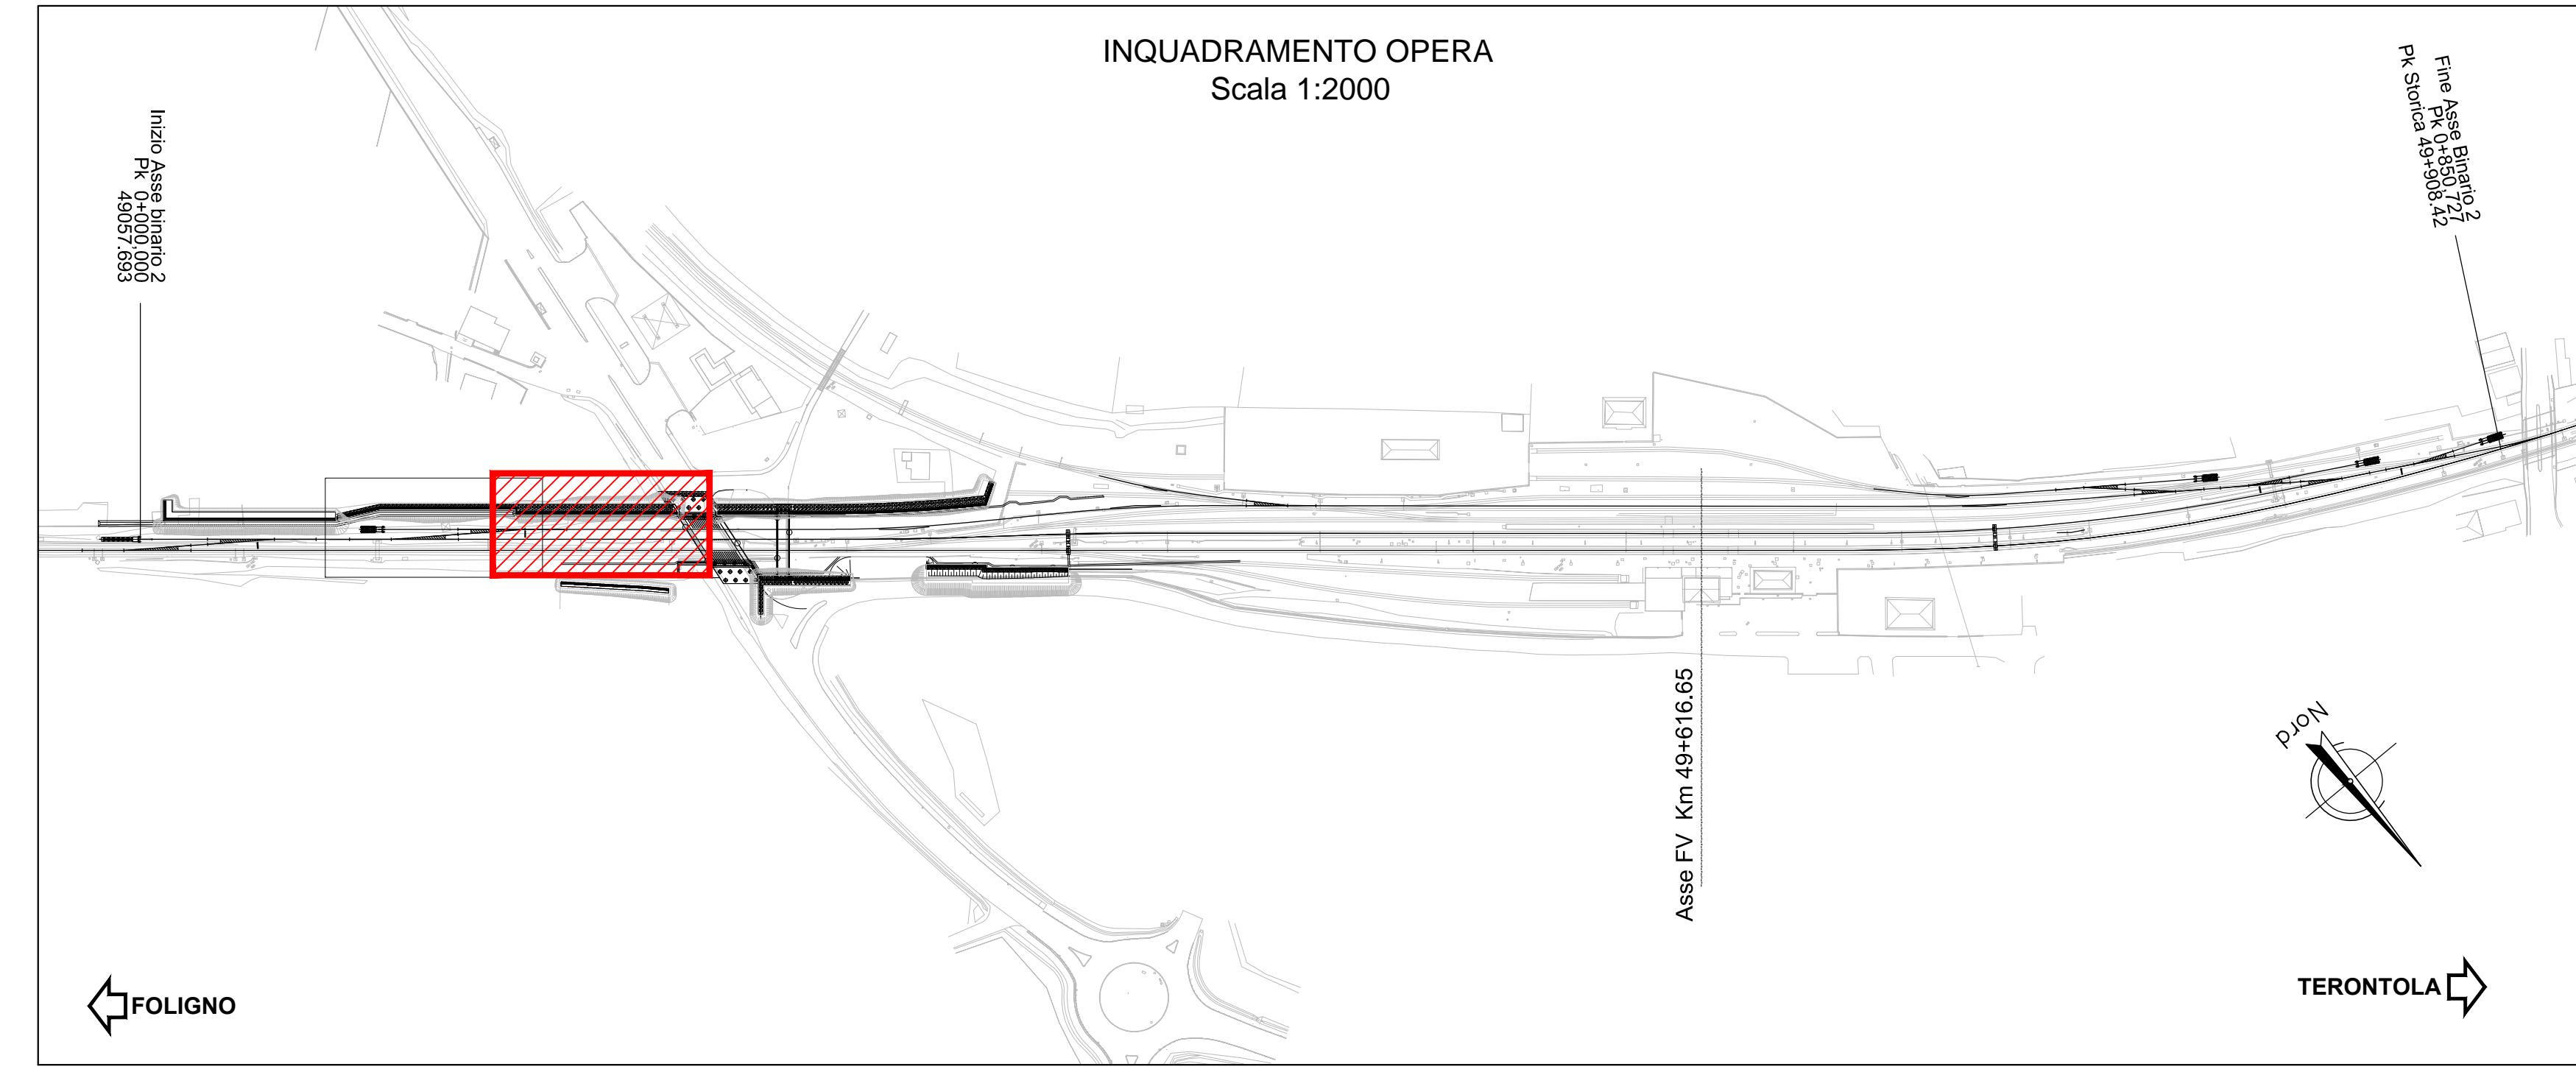 INQUADRAMENTO OPERA
Scala 1:2000
Inizio Asse binario 2
Pk 0+000,000
49057.693
Fine Asse Binario 2
Pk 0+850,727
Pk Storica 49+908.42
Asse FV Km 49+616.65
Nord
FOLIGNO
TERONTOLA